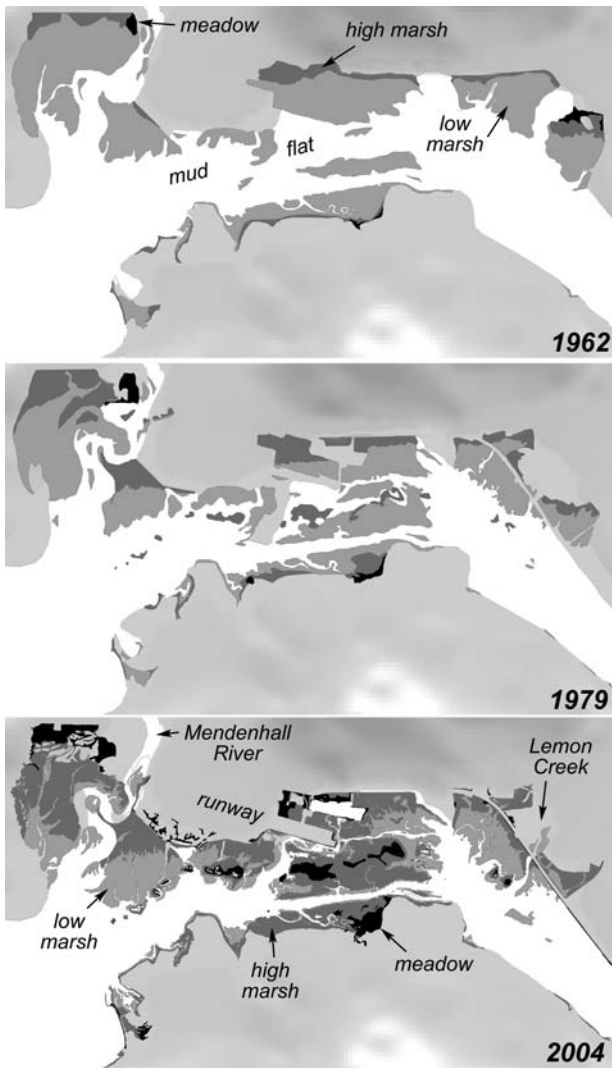 meadow
high marsh
low
marsh
flat
mud
1962
1979
Mendenhall
River
Lemon
Creek
runway
low
marsh
high
marsh
meadow
2004